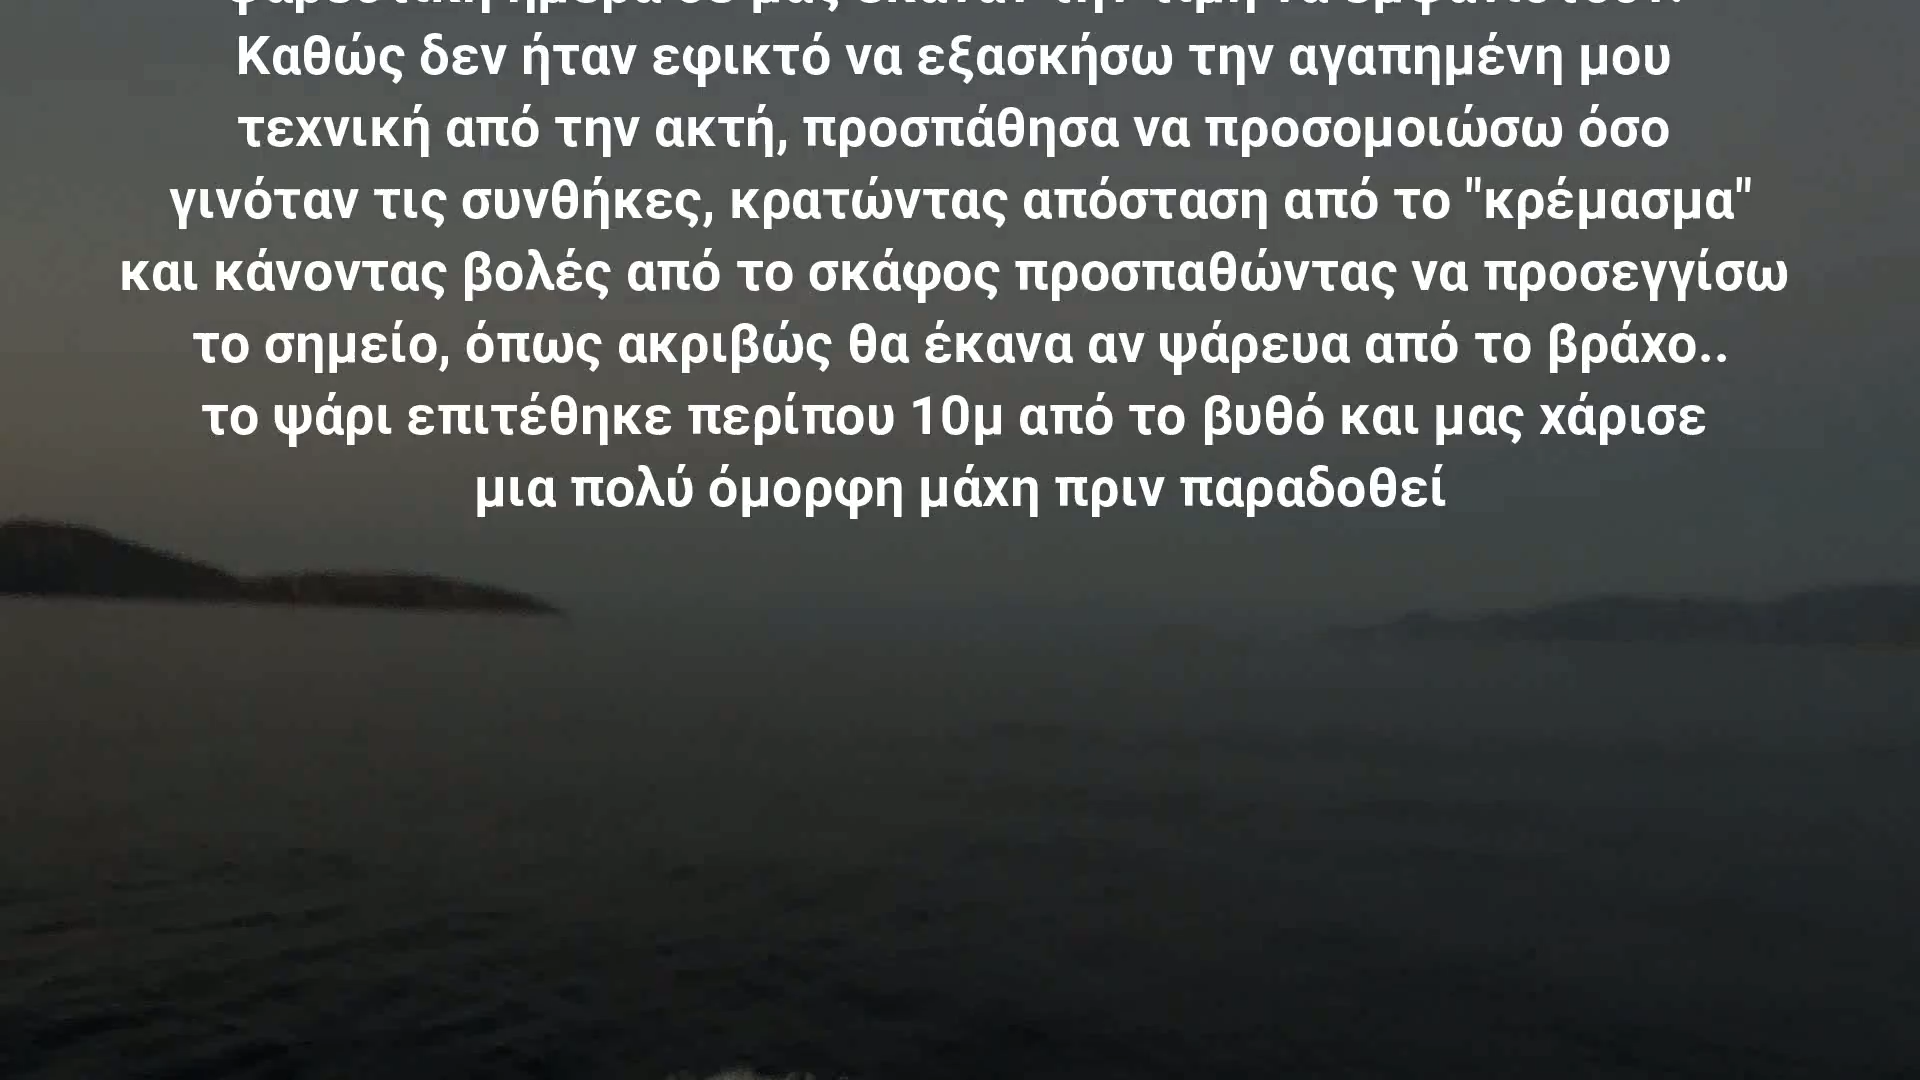 Καθώς δεν ήταν εφικτό να εξασκήσω την αγαπημένη μου
τεχνική από την ακτή, προσπάθησα να προσομοιώσω όσο
γινόταν τις συνθήκες, κρατώντας απόσταση από το "κρέμασμα"
και κάνοντας βολές από το σκάφος προσπαθώντας να προσεγγίσω
το σημείο, όπως ακριβώς θα έκανα αν ψάρευα από το βράχο..
το ψάρι επιτέθηκε περίπου 10μ από το βυθό και μας χάρισε
μια πολύ όμορφη μάχη πριν παραδοθεί